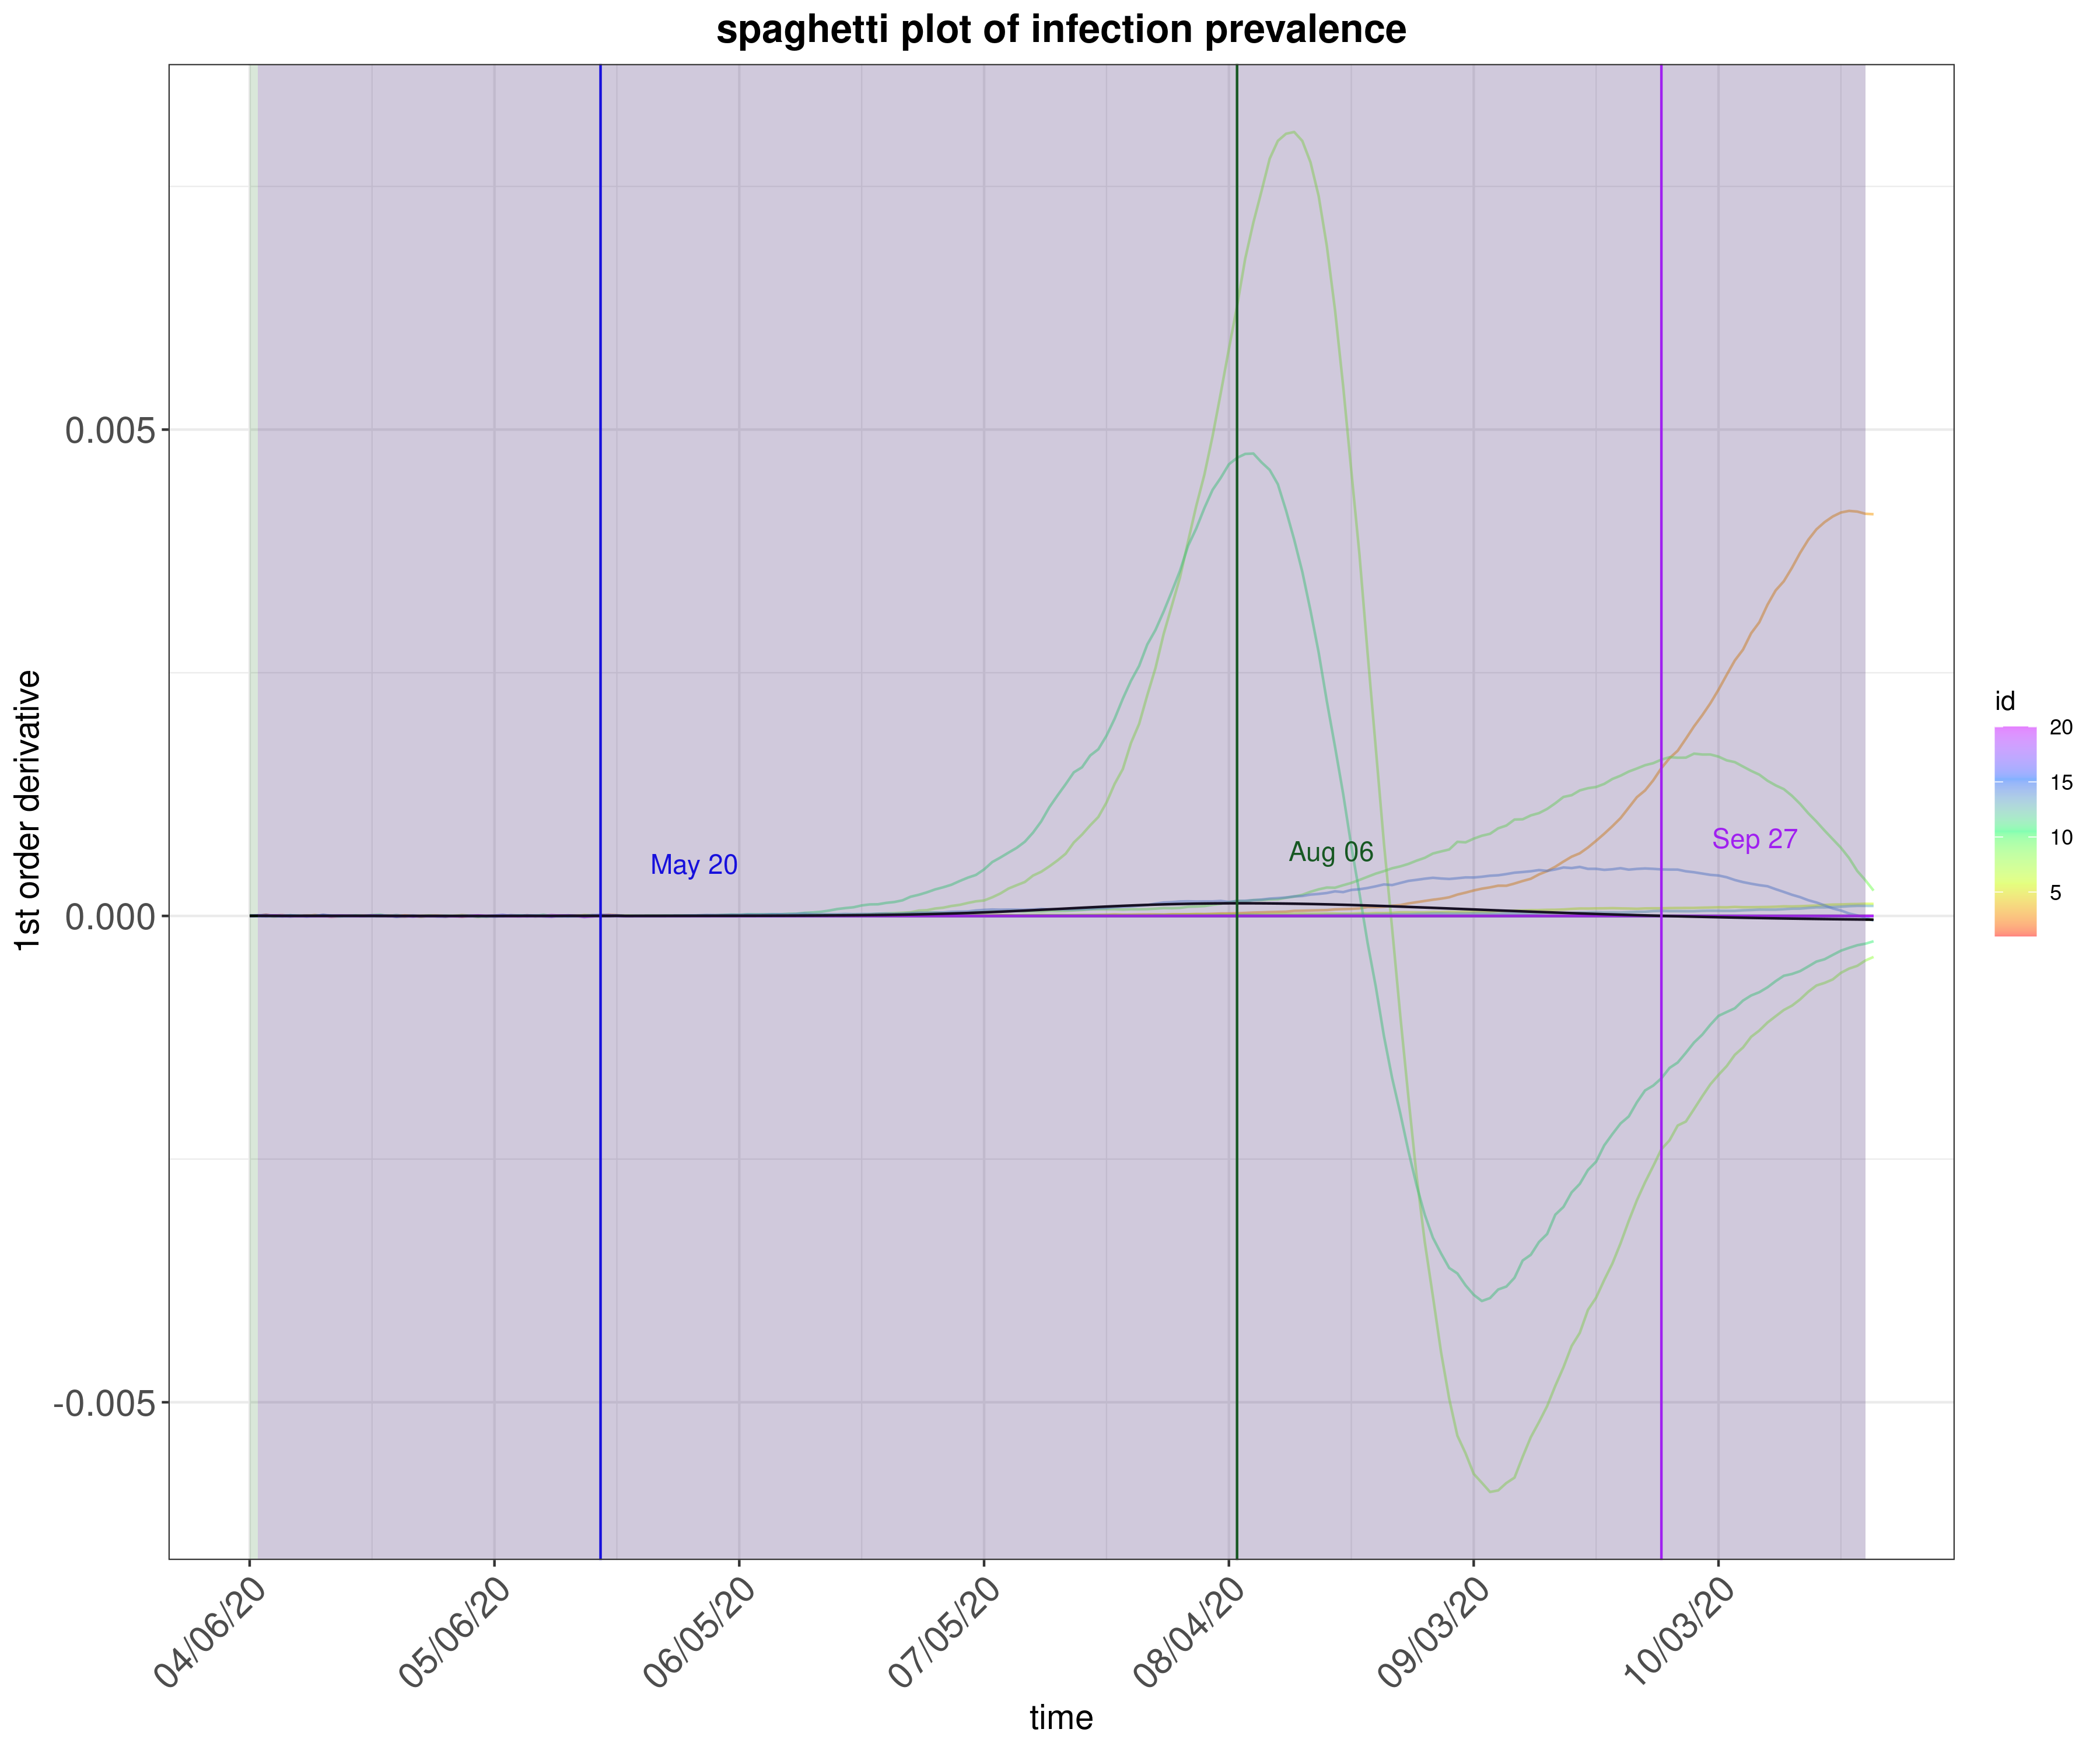 spaghetti plot of infection prevalence
1st order derivative
0.005
0.000
-0.005
May 20
Aug 06
Sep 27
id
20
15
10
5
04/06/20
05/06/20
06/05/20
07/05/20
08/04/20
09/03/20
10/03/20
time